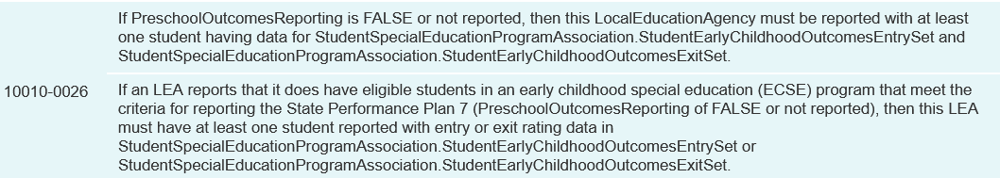 If PreschoolOutcomesReporting is FALSE or not reported, then this LocalEducationAgency must be reported with at least
one student having data for StudentSpecialEducationProgramAssociation.StudentEarlyChildhoodOutcomesEntrySet and
StudentSpecialEducationProgramAssociation.StudentEarlyChildhoodOutcomesExitSet.
10010-0026 If an LEA reports that it does have eligible students in an early childhood special education (ECSE) program that meet the
criteria for reporting the State Performance Plan 7 (PreschoolOutcomesReporting of FALSE or not reported), then this LEA
must have at least one student reported with entry or exit rating data in
StudentSpecialEducationProgramAssociation.StudentEarlyChildhoodOutcomesEntrySet or
StudentSpecialEducationProgramAssociation.StudentEarlyChildhoodOutcomesExitSet.